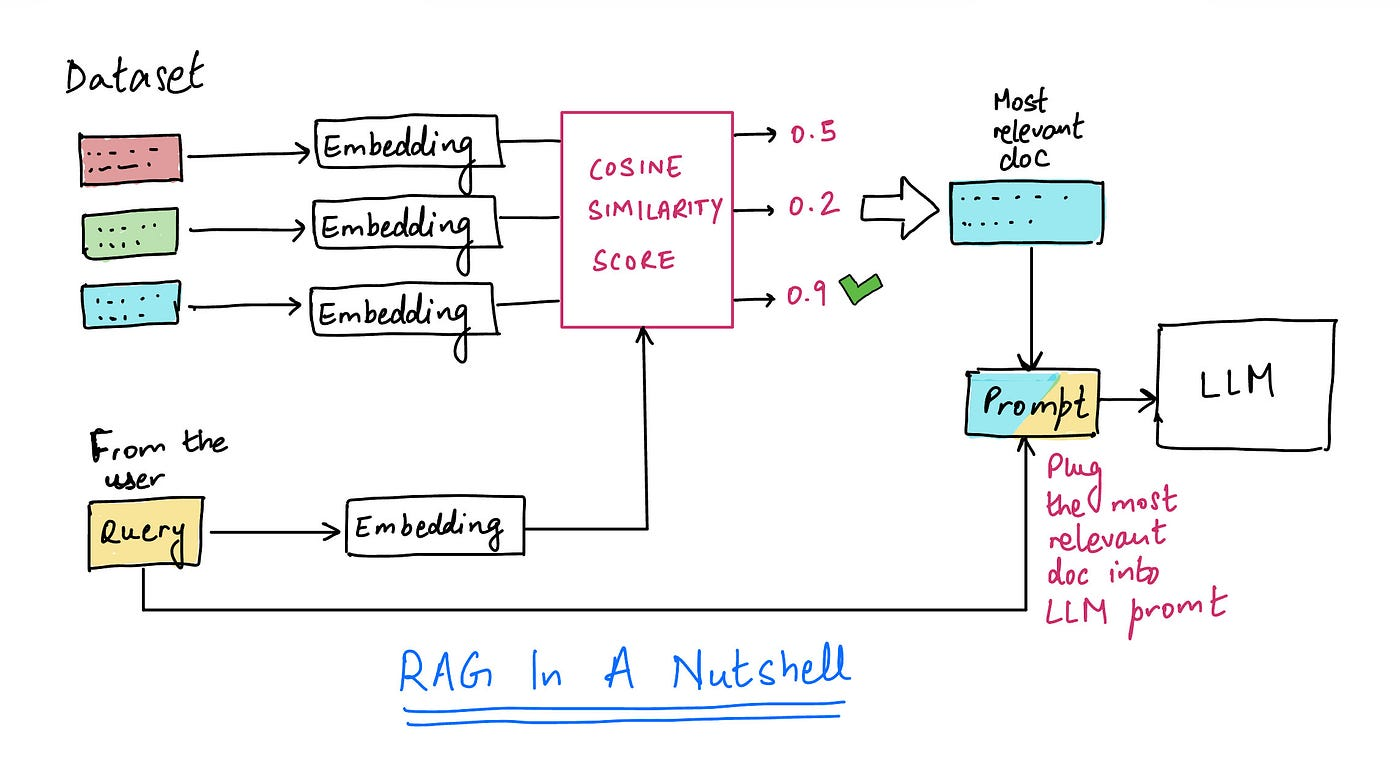 Dataset
Embedding
Embedding
Embedding
COSINE
SIMILARITY
SCORE
0.5
0.2
0.9
Most
relevant
doc
Prompt
LLM
Plug
the most
relevant
doc into
LLM promt
From the
user
Query
Embedding
RAG In A Nutshell